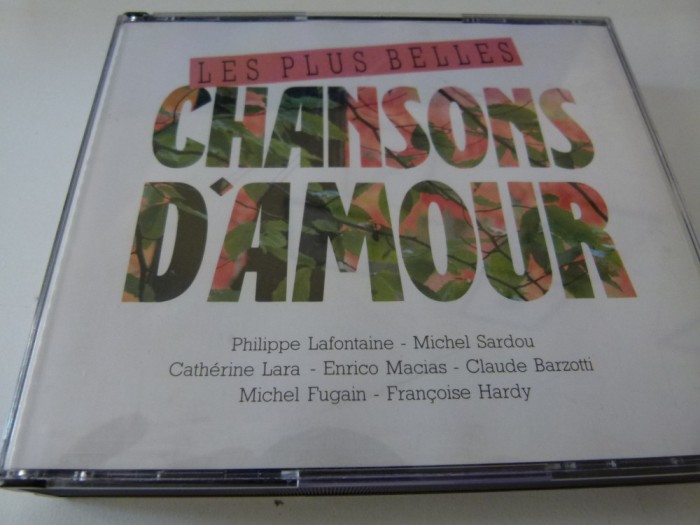 LES PLUS BELLES
CHANSONS
D'AMOUR
Philippe Lafontaine - Michel Sardou
Cathérine Lara - Enrico Macias - Claude Barzotti
Michel Fugain - Françoise Hardy